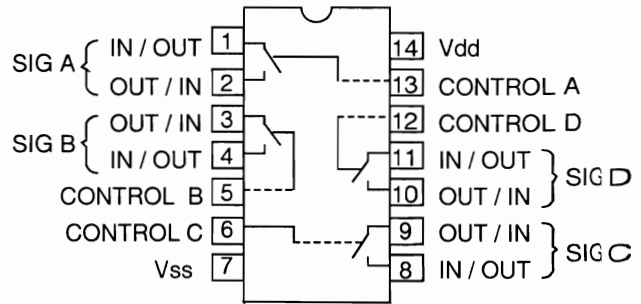 SIG A
IN / OUT 1
OUT / IN 2
SIG B
OUT / IN 3
IN / OUT 4
CONTROL B 5
CONTROL C 6
Vss 7
14 Vdd
13 CONTROL A
12 CONTROL D
11 IN / OUT
10 OUT / IN
SIG D
9 OUT / IN
8 IN / OUT
SIG C